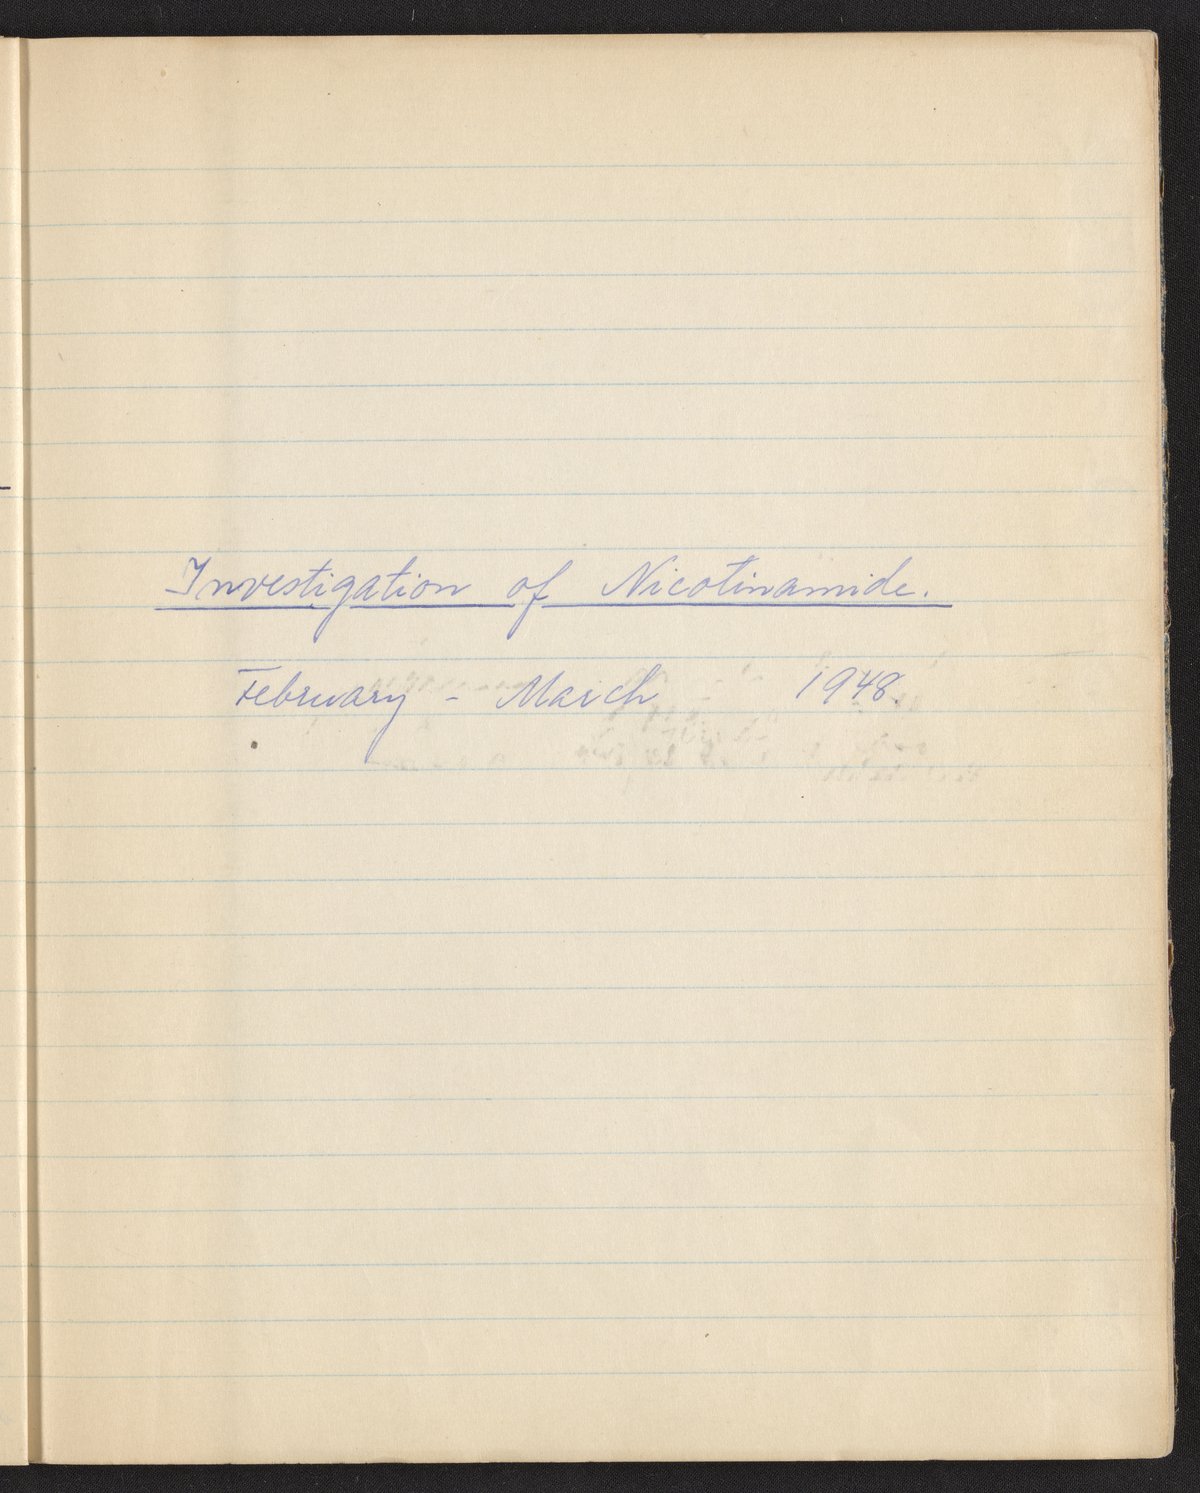 Investigation of Nicotinamide.
February - March 1948.